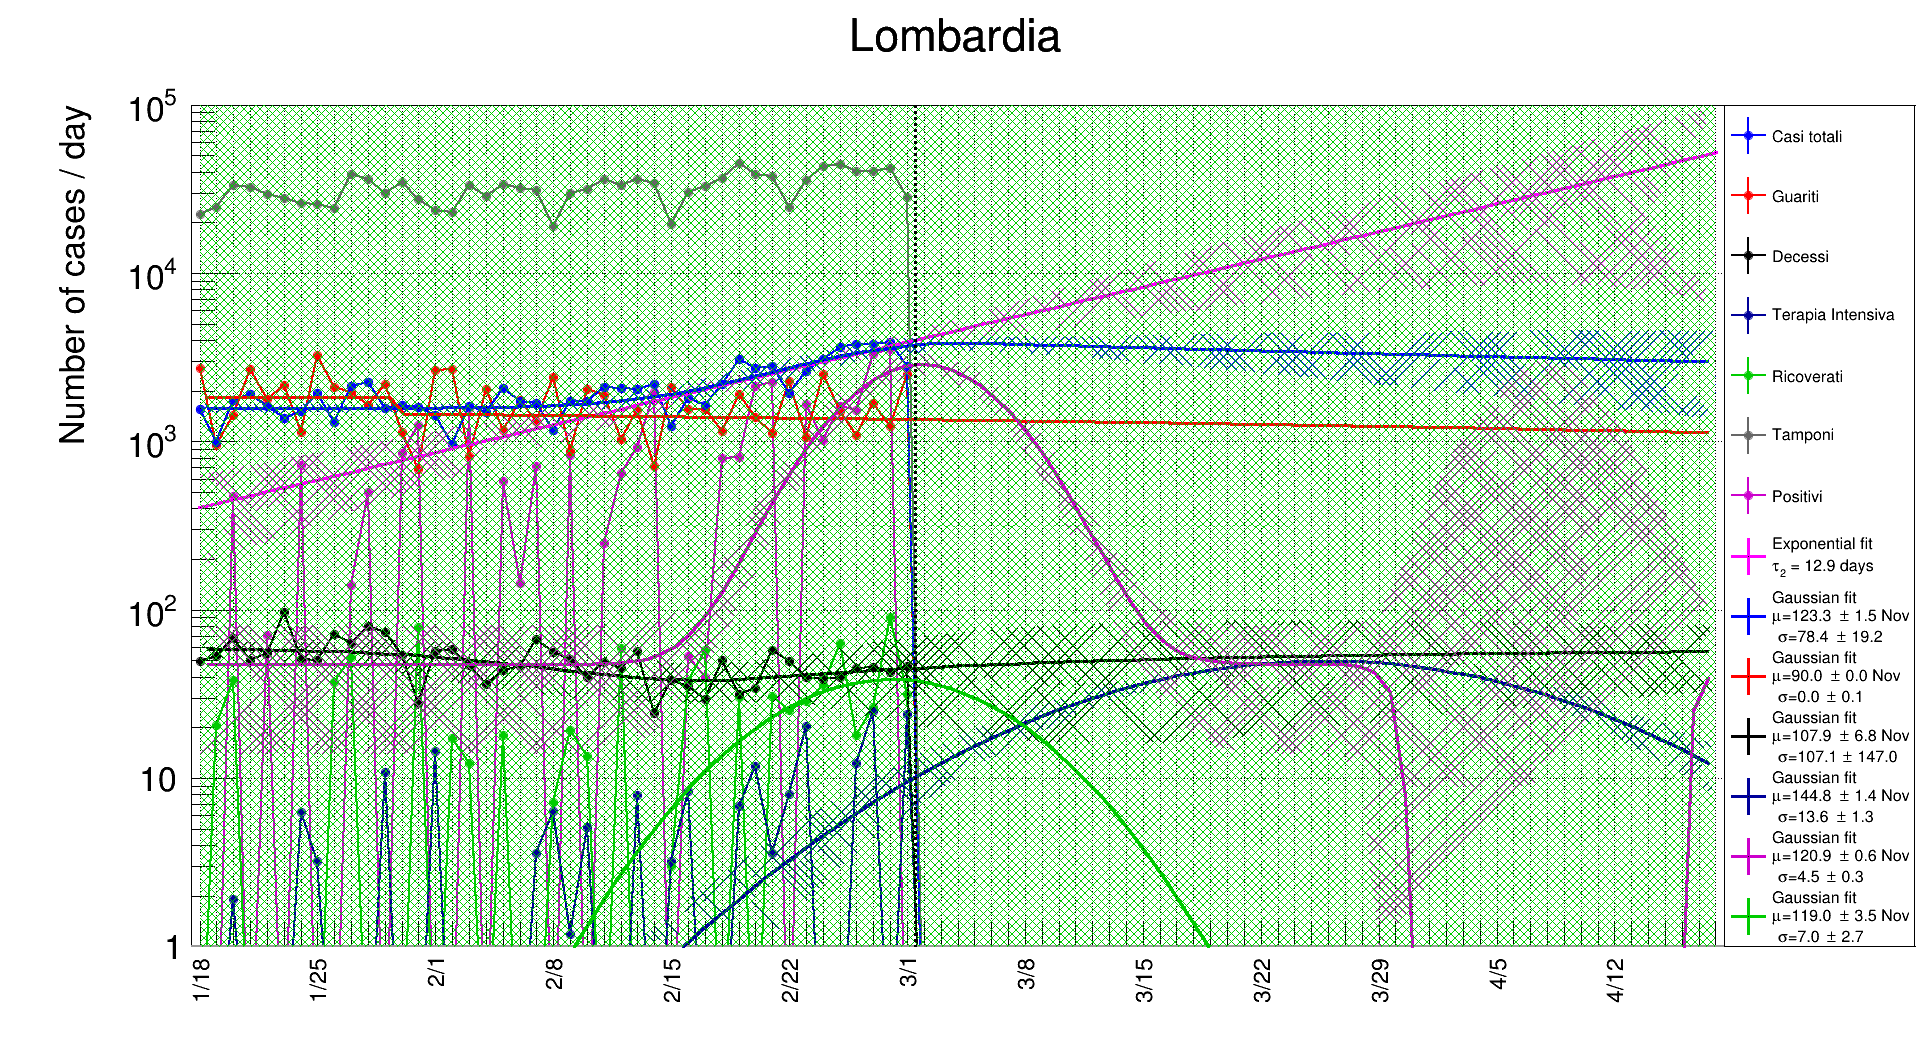 Lombardia
Number of cases / day
10^5
10^4
10^3
10^2
10
1
1/18
1/25
2/1
2/8
2/15
2/22
3/1
3/8
3/15
3/22
3/29
4/5
4/12
Casi totali
Guariti
Decessi
Terapia Intensiva
Ricoverati
Tamponi
Positivi
Exponential fit
τ₂ = 12.9 days
Gaussian fit
μ=123.3 ± 1.5 Nov
σ=78.4 ± 19.2
Gaussian fit
μ=90.0 ± 0.0 Nov
σ=0.0 ± 0.1
Gaussian fit
μ=107.9 ± 6.8 Nov
σ=107.1 ± 147.0
Gaussian fit
μ=144.8 ± 1.4 Nov
σ=13.6 ± 1.3
Gaussian fit
μ=120.9 ± 0.6 Nov
σ=4.5 ± 0.3
Gaussian fit
μ=119.0 ± 3.5 Nov
σ=7.0 ± 2.7